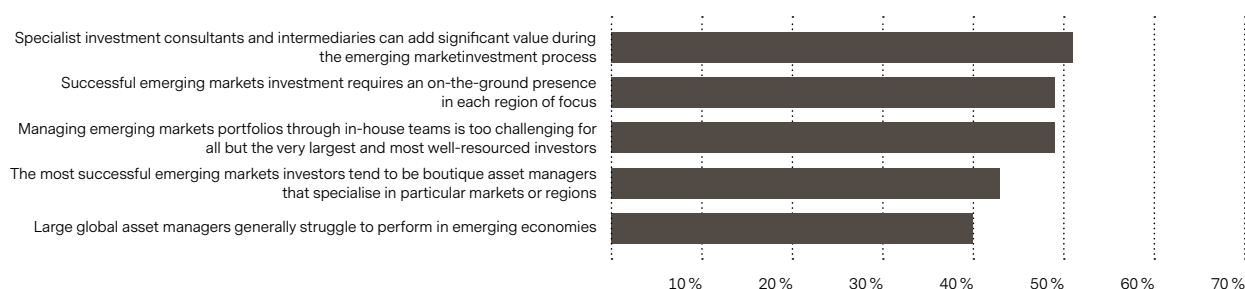 Specialist investment consultants and intermediaries can add significant value during
the emerging marketinvestment process
Successful emerging markets investment requires an on-the-ground presence
in each region of focus
Managing emerging markets portfolios through in-house teams is too challenging for
all but the very largest and most well-resourced investors
The most successful emerging markets investors tend to be boutique asset managers
that specialise in particular markets or regions
Large global asset managers generally struggle to perform in emerging economies
10 % 20 % 30 % 40 % 50 % 60 % 70 %